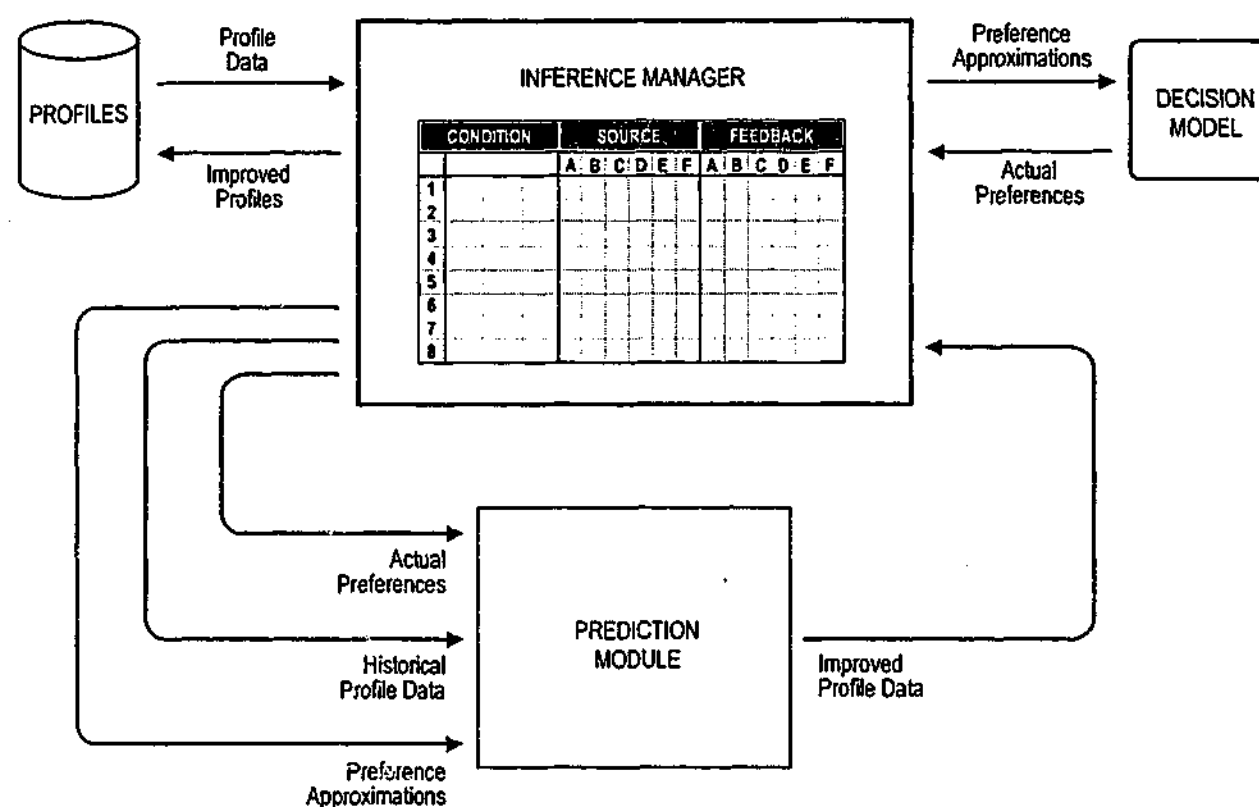 PROFILES
Profile
Data
Improved
Profiles
INFERENCE MANAGER
CONDITION SOURCE FEEDBACK
A B C D E F A B C D E F
1
2
3
4
5
6
7
8
Preference
Approximations
Actual
Preferences
DECISION
MODEL
Actual
Preferences
Historical
Profile Data
Preference
Approximations
PREDICTION
MODULE
Improved
Profile Data